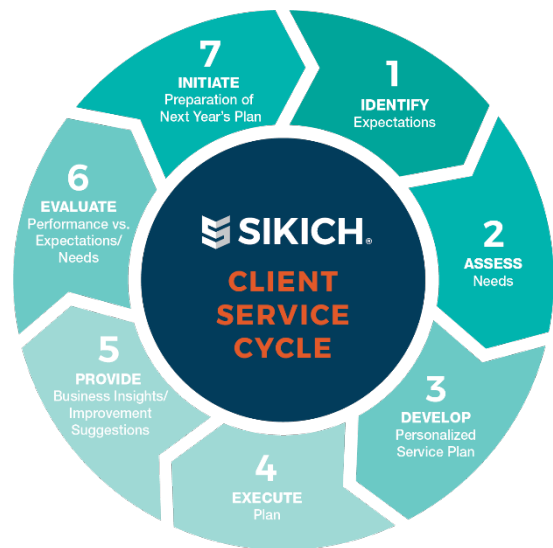 SIKICH®
CLIENT
SERVICE
CYCLE
1
IDENTIFY
Expectations
2
ASSESS
Needs
3
DEVELOP
Personalized
Service Plan
4
EXECUTE
Plan
5
PROVIDE
Business Insights/
Improvement
Suggestions
6
EVALUATE
Performance vs.
Expectations/
Needs
7
INITIATE
Preparation of
Next Year's Plan